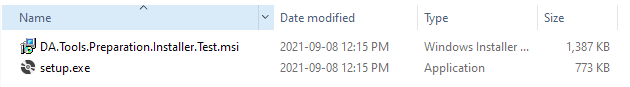 Name Date modified Type Size
DA.Tools.Preparation.Installer.Test.msi 2021-09-08 12:15 PM Windows Installer ... 1,387 KB
setup.exe 2021-09-08 12:15 PM Application 773 KB